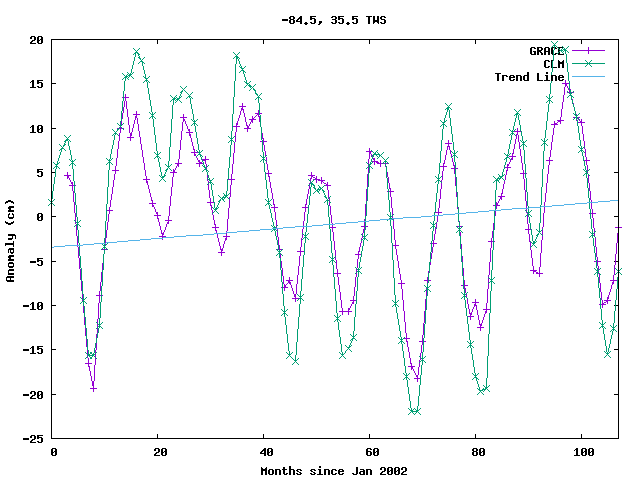 -84.5, 35.5 TWS
GRACE
CLM
Trend Line
20
15
10
5
0
-5
-10
-15
-20
-25
Anomaly (cm)
0 20 40 60 80 100
Months since Jan 2002